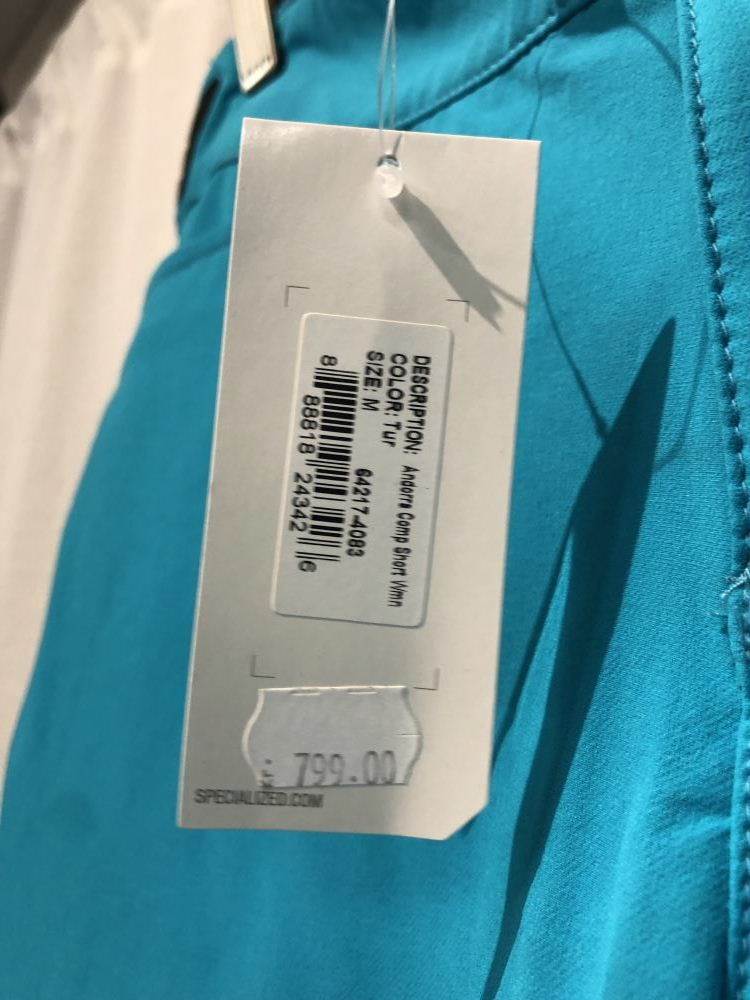 DESCRIPTION: Andorra Comp Short Wmn
COLOR: Tur
SIZE: M
64217-4083
8 88818 24342 6
799.00
SPECIALIZED.COM